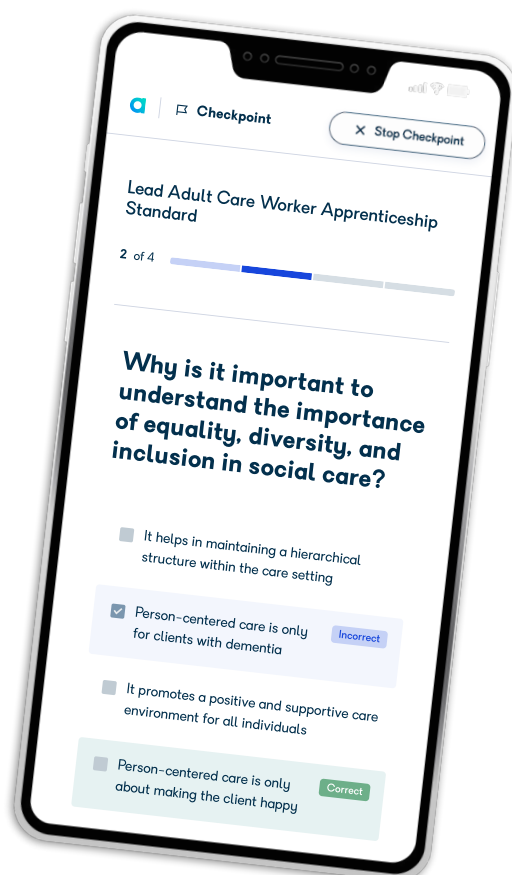 Checkpoint
Stop Checkpoint
Lead Adult Care Worker Apprenticeship
Standard
2 of 4
Why is it important to
understand the importance
of equality, diversity, and
inclusion in social care?
It helps in maintaining a hierarchical
structure within the care setting
Person-centered care is only
for clients with dementia
Incorrect
It promotes a positive and supportive care
environment for all individuals
Person-centered care is only
about making the client happy
Correct